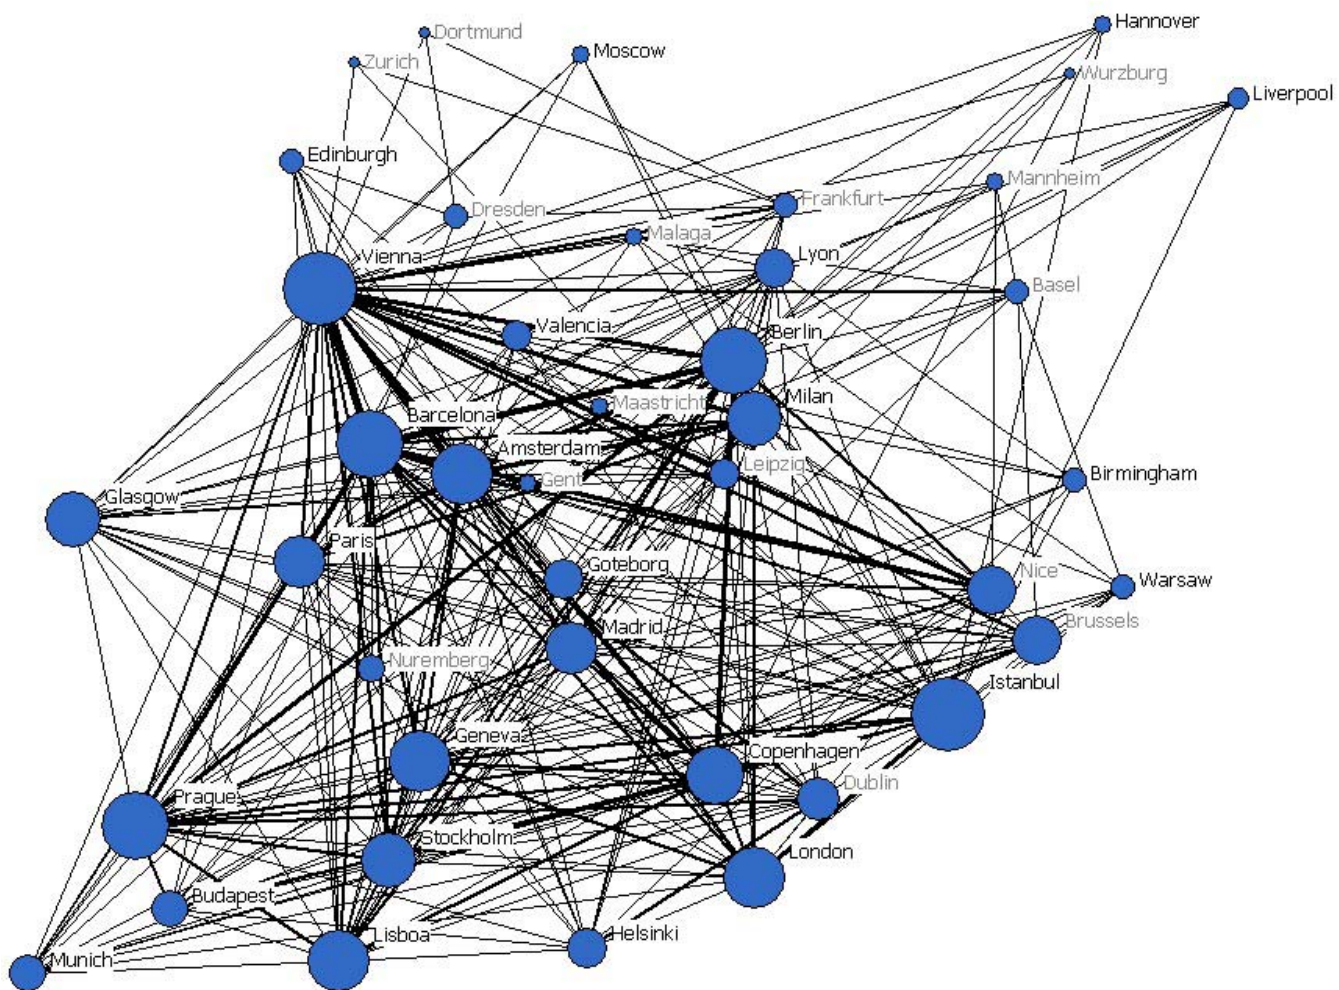 Hannover
Dortmund
Moscow
Zurich
Wurzburg
Liverpool
Edinburgh
Mannheim
Frankfurt
Dresden
Malaga
Lyon
Vienna
Basel
Valencia
Berlin
Milan
Maastricht
Barcelona
Amsterdam
Leipzig
Birmingham
Gent
Glasgow
Paris
Goteborg
Nice
Warsaw
Brussels
Madrid
Nuremberg
Istanbul
Geneva
Copenhagen
Dublin
Prague
Stockholm
London
Budapest
Lisboa
Helsinki
Munich